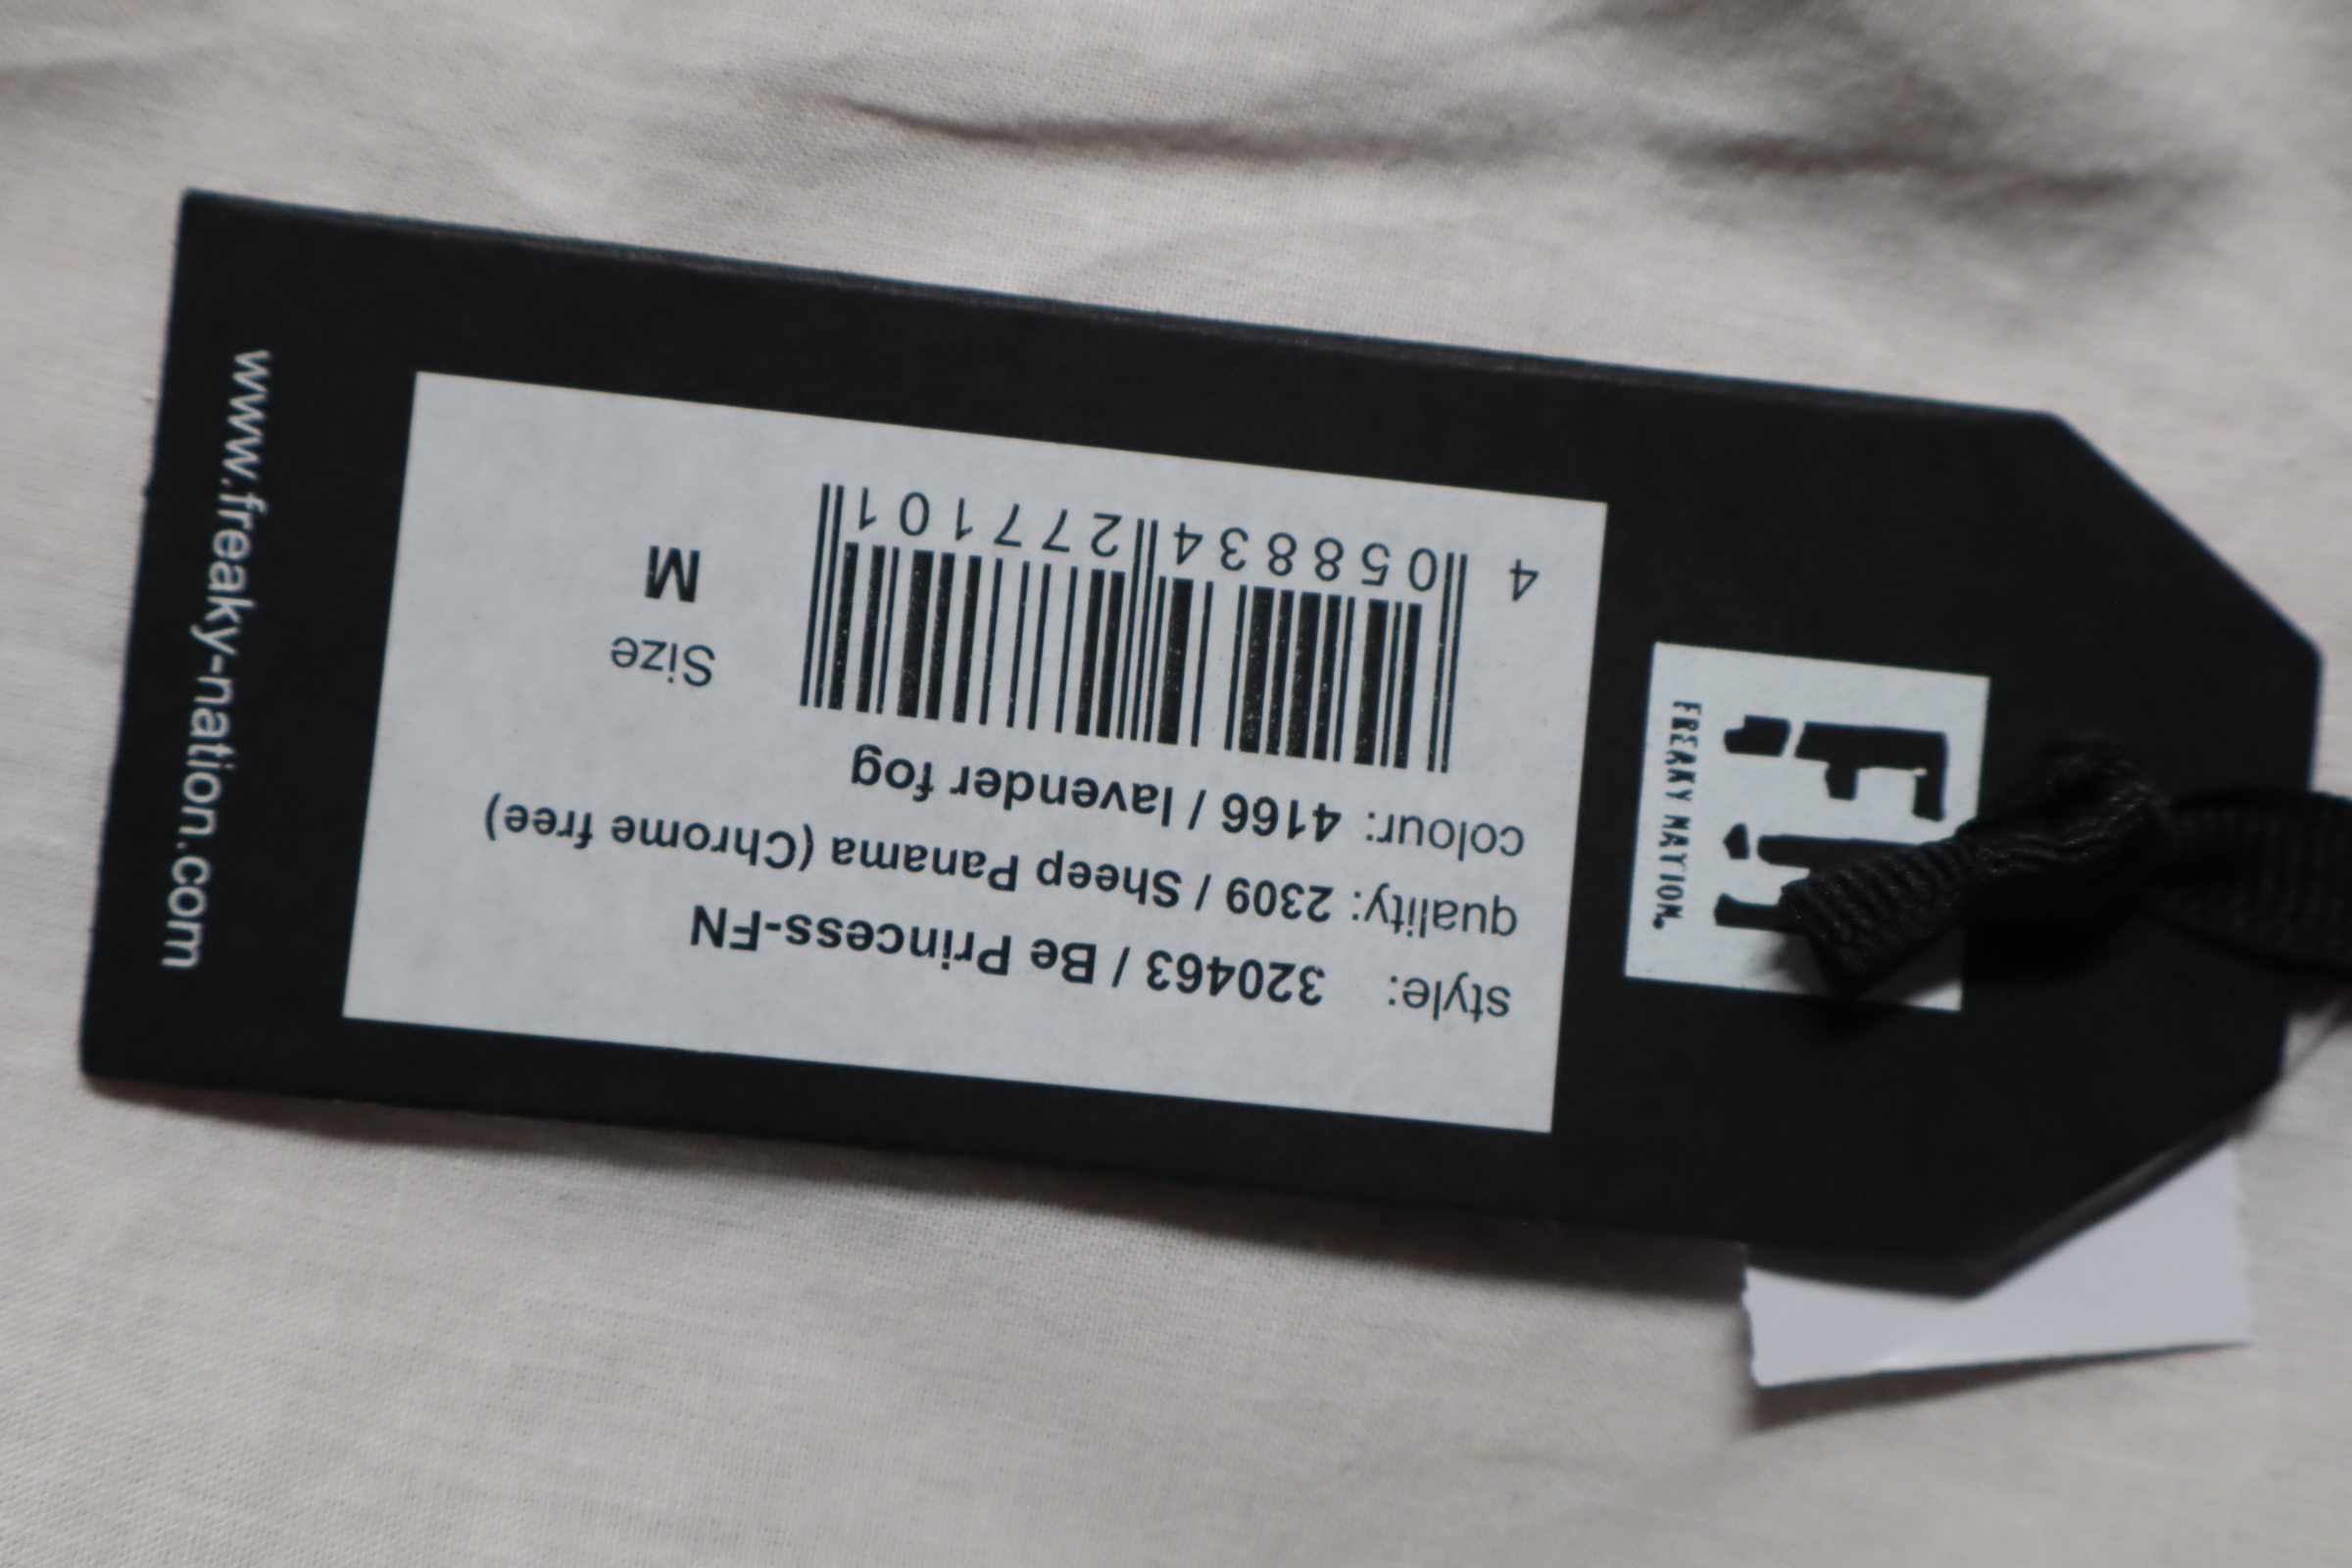 FREAKY NATION.
style: 320463 / Be Princess-FN
quality: 2309 / Sheep Panama (Chrome free)
colour: 4166 / lavender fog
4 058834 277101
Size
M
www.freaky-nation.com